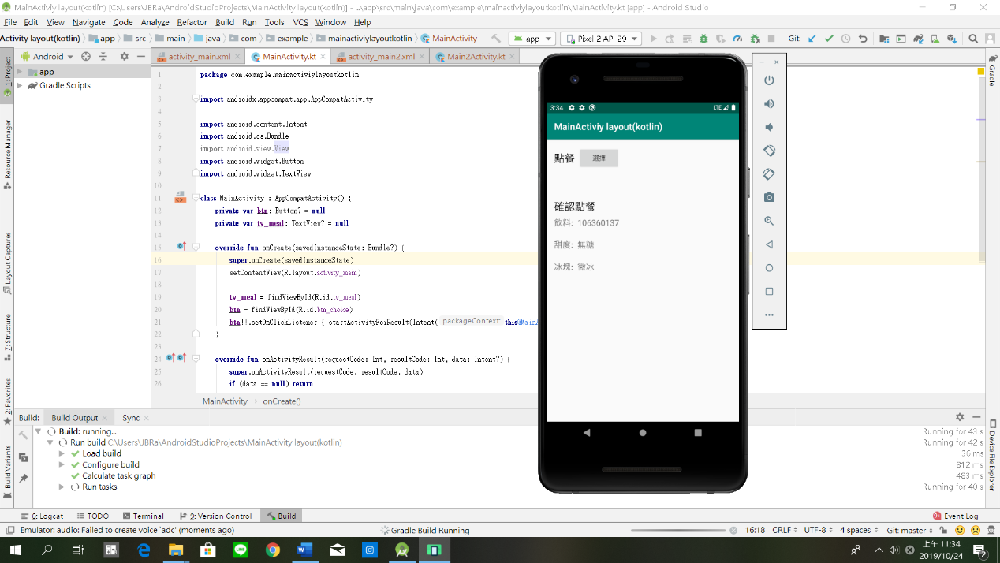 MainActiviy layout(kotlin) [C:\Users\JBRa\AndroidStudioProjects\MainActivity layout(kotlin)] - ...\app\src\main\java\com\example\mainactiviylayoutkotlin\MainActivity.kt [app] - Android Studio
File Edit View Navigate Code Analyze Refactor Build Run Tools VCS Window Help
Activity layout(kotlin) app src main java com example mainactiviylayoutkotlin MainActivity app Pixel 2 API 29 Git:
Android activity_main.xml MainActivity.kt activity_main2.xml Main2Activity.kt
app
Gradle Scripts
1: Project
Resource Manager
Layout Captures
Z: Structure
2: Favorites
Build Variants
1 package com.example.mainactiviylayoutkotlin
2
3 import androidx.appcompat.app.AppCompatActivity
4
5 import android.content.Intent
6 import android.os.Bundle
7 import android.view.View
8 import android.widget.Button
9 import android.widget.TextView
10
11 class MainActivity : AppCompatActivity() {
12 private var btn: Button? = null
13 private var tv_meal: TextView? = null
14
15 override fun onCreate(savedInstanceState: Bundle?) {
16 super.onCreate(savedInstanceState)
17 setContentView(R.layout.activity_main)
18
19 tv_meal = findViewById(R.id.tv_meal)
20 btn = findViewById(R.id.btn_choice)
21 btn!!.setOnClickListener { startActivityForResult(Intent( packageContext: this@MainA
22 }
23
24 override fun onActivityResult(requestCode: Int, resultCode: Int, data: Intent?) {
25 super.onActivityResult(requestCode, resultCode, data)
26 if (data == null) return
MainActivity › onCreate()
3:34 LTE
MainActiviy layout(kotlin)
點餐 選擇
確認點餐
飲料: 106360137
甜度: 無糖
冰塊: 微冰
Gradle
Device File Explorer
Build: Build Output Sync
Build: running... Running for 43 s
Run build C:\Users\JBRa\AndroidStudioProjects\MainActivity layout(kotlin) Running for 42 s
Load build 36 ms
Configure build 812 ms
Calculate task graph 483 ms
Run tasks Running for 40 s
6: Logcat TODO Terminal 9: Version Control Build 9+ Event Log
Emulator: audio: Failed to create voice `adc' (moments ago) Gradle Build Running 16:18 CRLF UTF-8 4 spaces Git: master
上午 11:34
2019/10/24
2